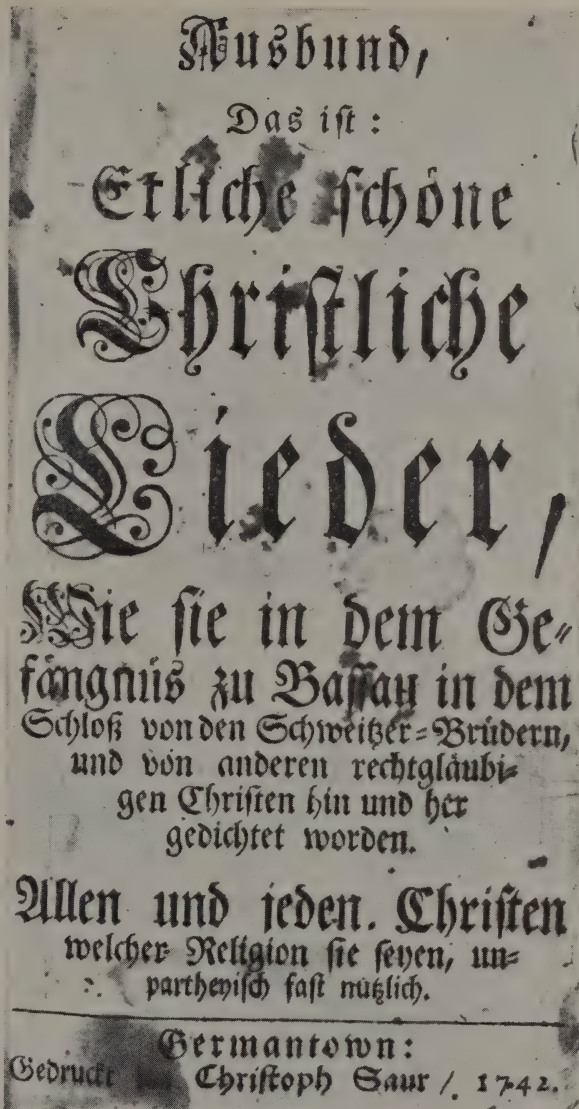 Ausbund,
Das ist:
Etliche schöne
Christliche
Lieder,
Wie sie in dem Ge-
fängnüs zu Bassau in dem
Schloß von den Schweitzer-Brüdern,
und von anderen rechtgläubi-
gen Christen hin und her
gedichtet worden.
Allen und jeden. Christen
welcher Religion sie seyen, un-
partheyisch fast nützlich.
Germantown:
Gedruckt Christoph Saur / 1742.